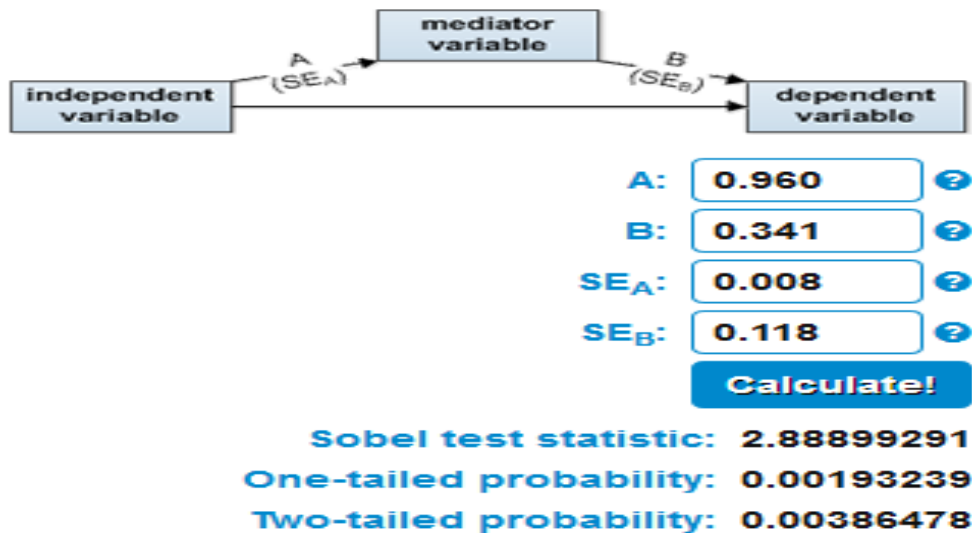 mediator
variable
A
(SEA)
B
(SEB)
independent
variable
dependent
variable
A: 0.960 ?
B: 0.341 ?
SEA: 0.008 ?
SEB: 0.118 ?
Calculate!
Sobel test statistic: 2.88899291
One-tailed probability: 0.00193239
Two-tailed probability: 0.00386478